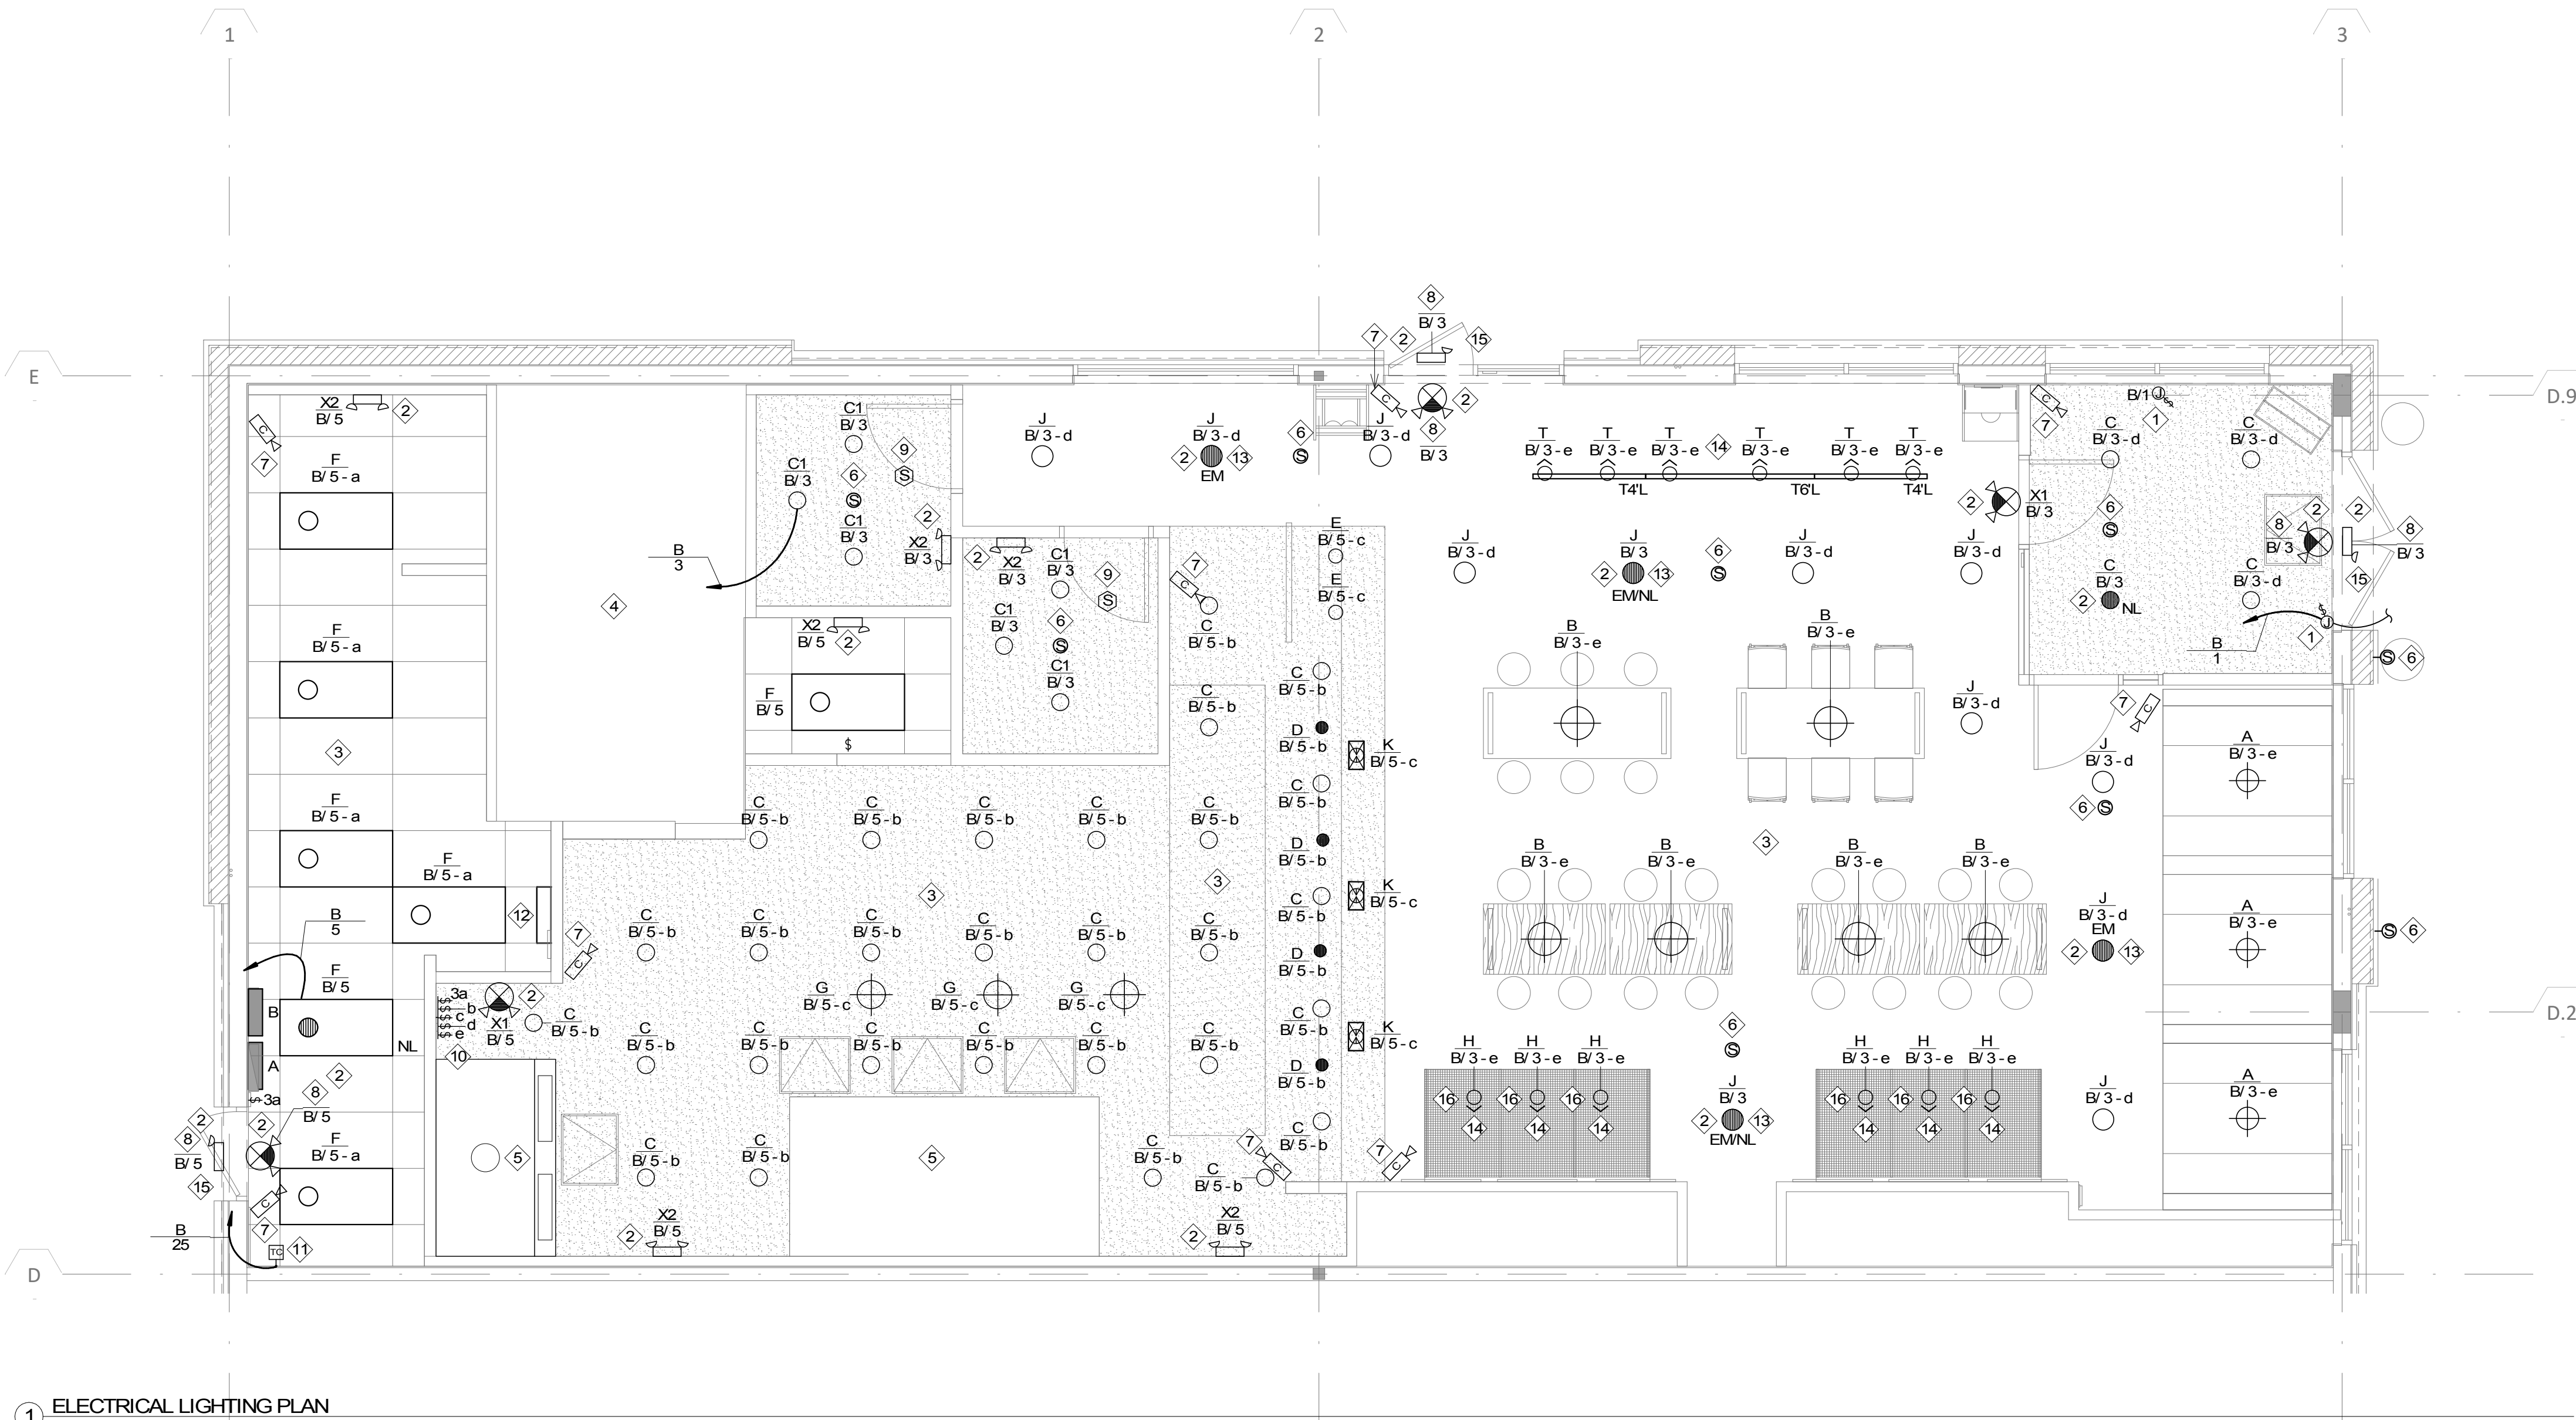 1
2
3
E
D.9
D.2
D
8
B/3
7
2
15
2
8
B/3
X2
B/5
2
C
7
F
B/5-a
F
B/5-a
3
F
B/5-a
F
B/5-a
12
B
5
F
B/5
B
A
NL
$3a
8
B/5
2
2
2
8
B/5
15
F
B/5-a
C
7
B
25
TC
11
4
B
3
C1
B/3
C1
B/3
6
S
C1
B/3
9
S
2
X2
B/3
X2
B/5
2
F
B/5
$
2
X2
B/3
C1
B/3
C1
B/3
6
S
C1
B/3
9
S
J
B/3-d
J
B/3-d
2
13
EM
6
S
J
B/3-d
C
7
C
C
B/5-b
C
B/5-b
E
B/5-c
E
B/5-c
C
B/5-b
D
B/5-b
C
B/5-b
D
B/5-b
C
B/5-b
D
B/5-b
C
B/5-b
D
B/5-b
C
B/5-b
K
B/5-c
K
B/5-c
K
B/5-c
C
B/5-b
C
B/5-b
C
B/5-b
C
B/5-b
C
B/5-b
3
3
7
C
C
B/5-b
C
B/5-b
C
B/5-b
C
B/5-b
C
B/5-b
C
B/5-b
G
B/5-c
G
B/5-c
G
B/5-c
$3a
$b
$c
$d
$e
10
X1
B/5
2
C
B/5-b
C
B/5-b
C
B/5-b
C
B/5-b
C
B/5-b
C
B/5-b
C
B/5-b
5
5
C
B/5-b
C
B/5-b
C
B/5-b
C
B/5-b
7
C
7
C
2
X2
B/5
2
X2
B/5
T
B/3-e
T
B/3-e
T
B/3-e
14
T
B/3-e
T
B/3-e
T
B/3-e
T4'L
T6'L
T4'L
J
B/3-d
J
B/3
2
13
EM/NL
6
S
J
B/3-d
J
B/3-d
2
X1
B/3
B/1
J
$
1
C
7
C
B/3-d
C
B/3-d
6
S
C
B/3
2
NL
C
B/3-d
8
B/3
2
2
8
B/3
15
$
J
1
B
1
S
6
B
B/3-e
B
B/3-e
J
B/3-d
7
C
J
B/3-d
6
S
A
B/3-e
3
B
B/3-e
B
B/3-e
B
B/3-e
B
B/3-e
J
B/3-d
EM
2
13
A
B/3-e
S
6
H
B/3-e
H
B/3-e
H
B/3-e
16
16
16
14
14
14
6
S
J
B/3
2
13
EM/NL
H
B/3-e
H
B/3-e
H
B/3-e
16
16
16
14
14
14
J
B/3-d
A
B/3-e
1
ELECTRICAL LIGHTING PLAN